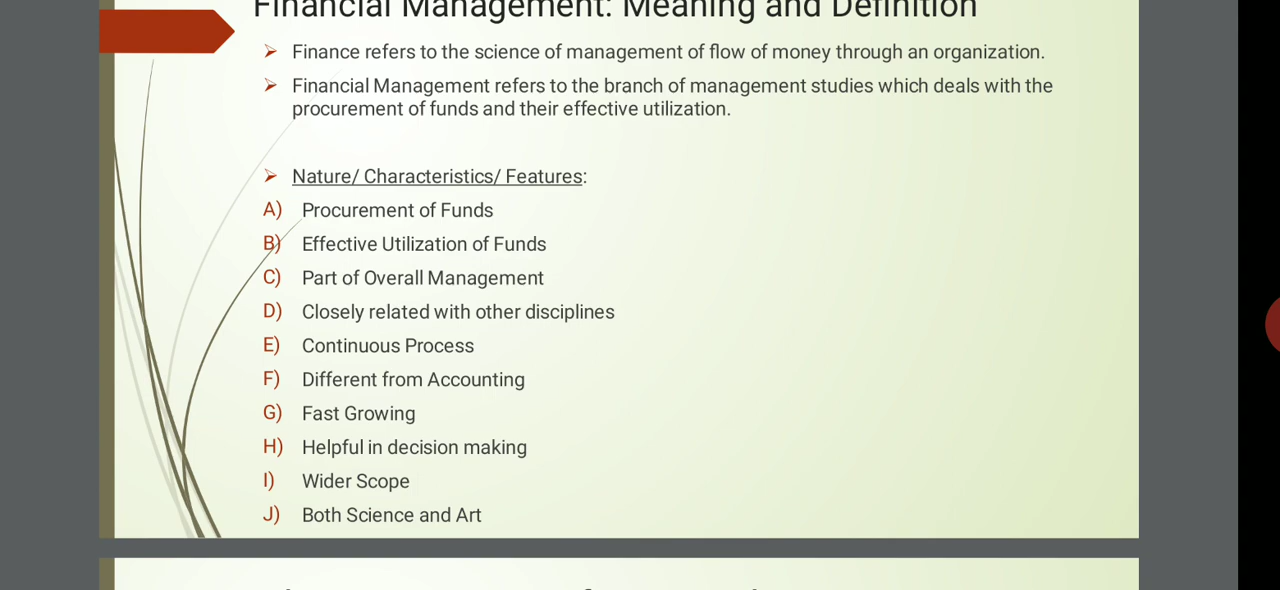 Financial Management: Meaning and Definition
➢ Finance refers to the science of management of flow of money through an organization.
➢ Financial Management refers to the branch of management studies which deals with the
procurement of funds and their effective utilization.
➢ Nature/ Characteristics/ Features:
A) Procurement of Funds
B) Effective Utilization of Funds
C) Part of Overall Management
D) Closely related with other disciplines
E) Continuous Process
F) Different from Accounting
G) Fast Growing
H) Helpful in decision making
I) Wider Scope
J) Both Science and Art